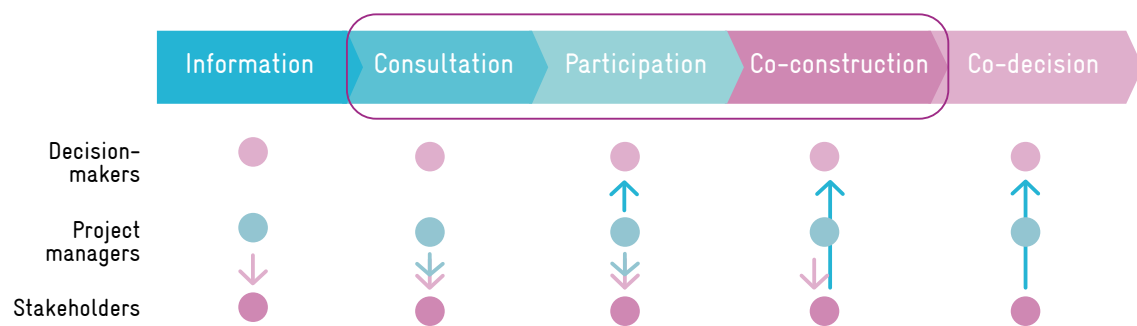 Information
Consultation
Participation
Co-construction
Co-decision
Decision-
makers
Project
managers
Stakeholders